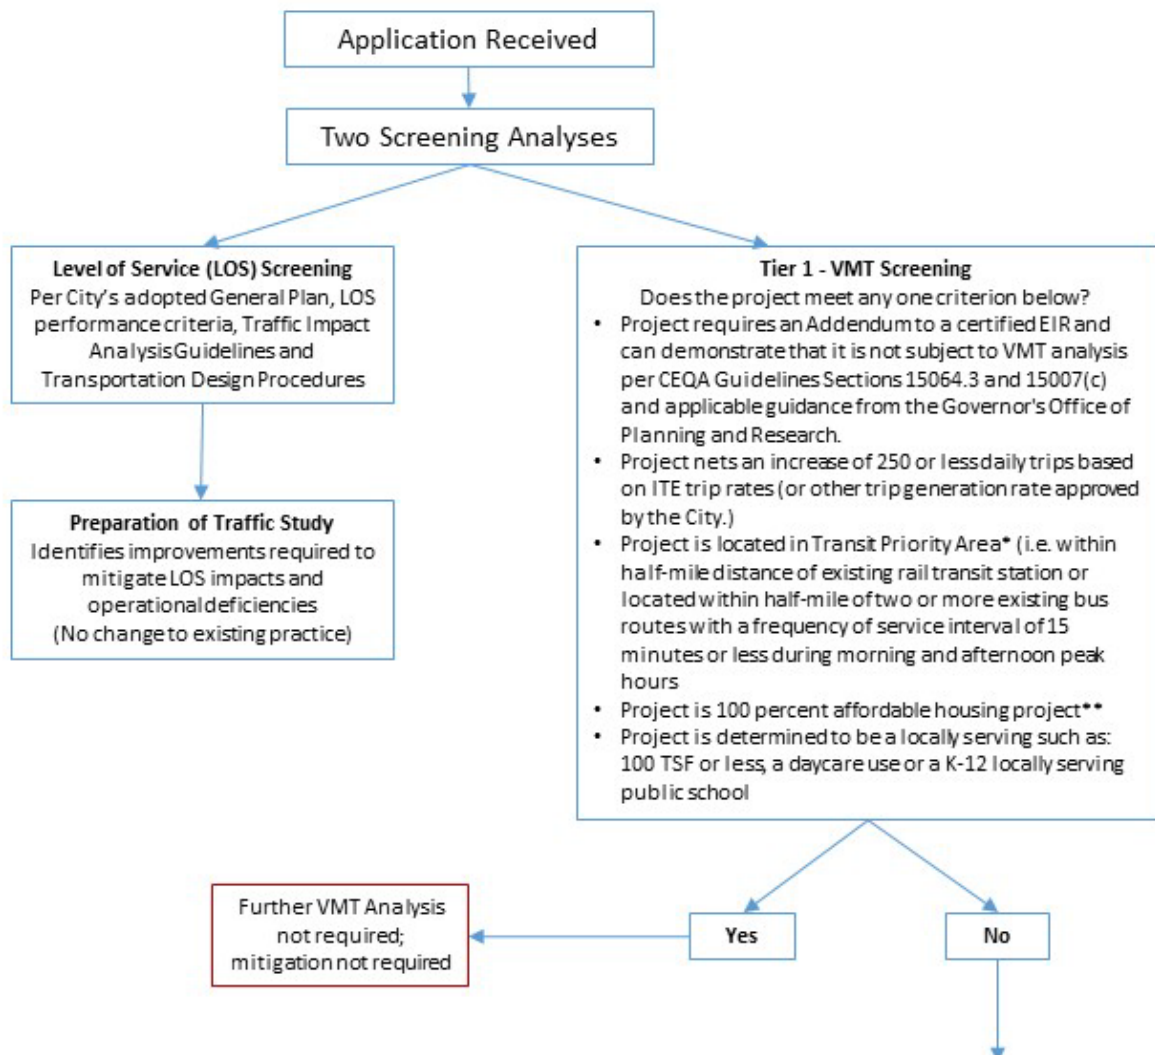 Application Received
Two Screening Analyses
Level of Service (LOS) Screening
Per City's adopted General Plan, LOS
performance criteria, Traffic Impact
Analysis Guidelines and
Transportation Design Procedures
Preparation of Traffic Study
Identifies improvements required to
mitigate LOS impacts and
operational deficiencies
(No change to existing practice)
Tier 1 - VMT Screening
Does the project meet any one criterion below?
• Project requires an Addendum to a certified EIR and
can demonstrate that it is not subject to VMT analysis
per CEQA Guidelines Sections 15064.3 and 15007(c)
and applicable guidance from the Governor's Office of
Planning and Research.
• Project nets an increase of 250 or less daily trips based
on ITE trip rates (or other trip generation rate approved
by the City.)
• Project is located in Transit Priority Area* (i.e. within
half-mile distance of existing rail transit station or
located within half-mile of two or more existing bus
routes with a frequency of service interval of 15
minutes or less during morning and afternoon peak
hours
• Project is 100 percent affordable housing project**
• Project is determined to be a locally serving such as:
100 TSF or less, a daycare use or a K-12 locally serving
public school
Further VMT Analysis
not required;
mitigation not required
Yes
No